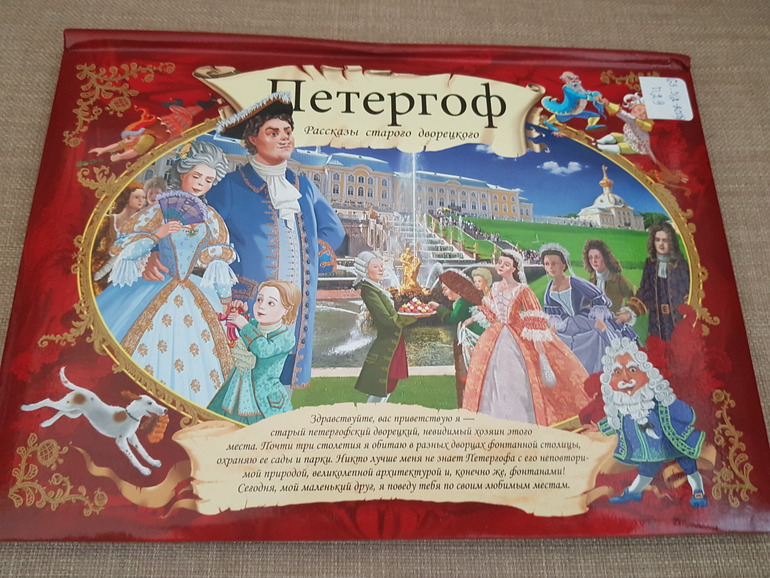 Петергоф
Рассказы старого дворецкого
Здравствуйте, вас приветствую я —
старый петергофский дворецкий, невидимый хозяин этого
места. Почти три столетия я обитаю в разных дворцах фонтанной столицы,
охраняю ее сады и парки. Никто лучше меня не знает Петергофа с его неповтори-
мой природой, великолепной архитектурой и, конечно же, фонтанами!
Сегодня, мой маленький друг, я поведу тебя по своим любимым местам.